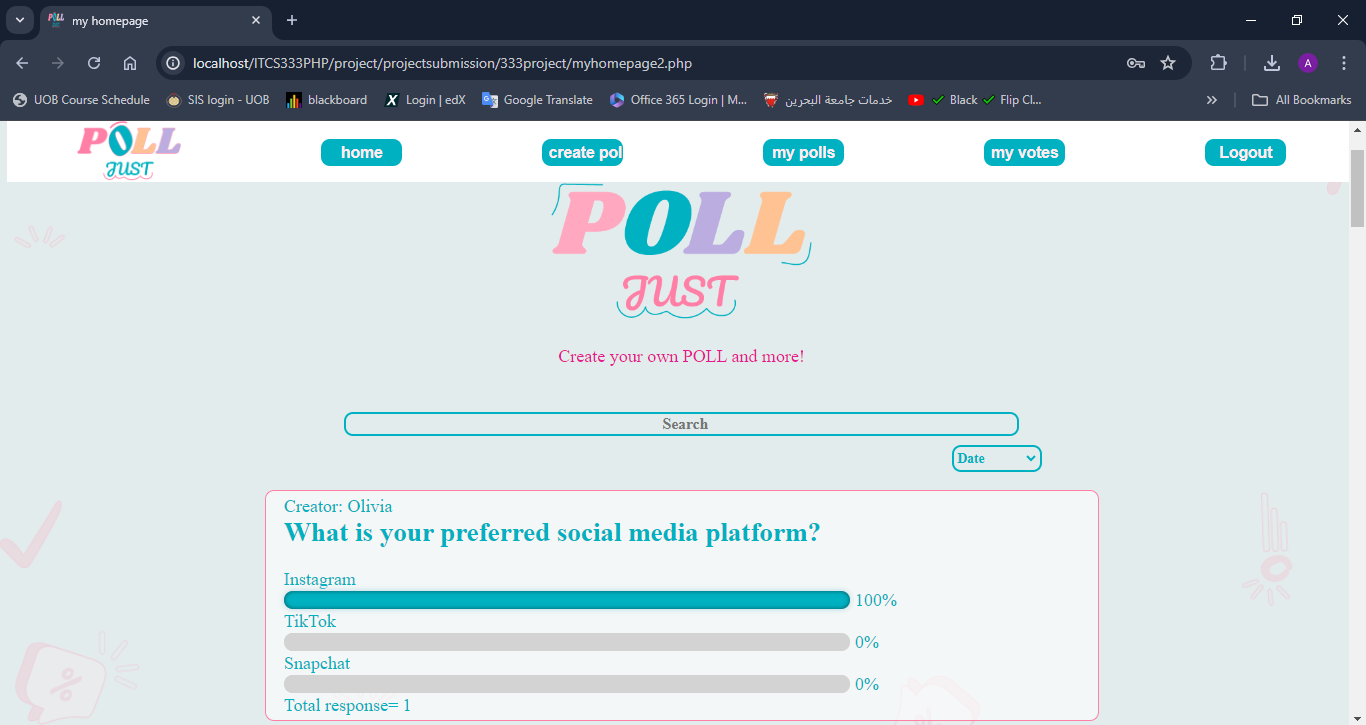 my homepage
localhost/ITCS333PHP/project/projectsubmission/333project/myhomepage2.php
A
UOB Course Schedule SIS login - UOB blackboard Login | edX Google Translate Office 365 Login | M... خدمات جامعة البحرين Black Flip Cl... All Bookmarks
POLL
JUST
home create pol my polls my votes Logout
POLL
JUST
Create your own POLL and more!
Search
Date
Creator: Olivia
What is your preferred social media platform?
Instagram
100%
TikTok
0%
Snapchat
0%
Total response= 1